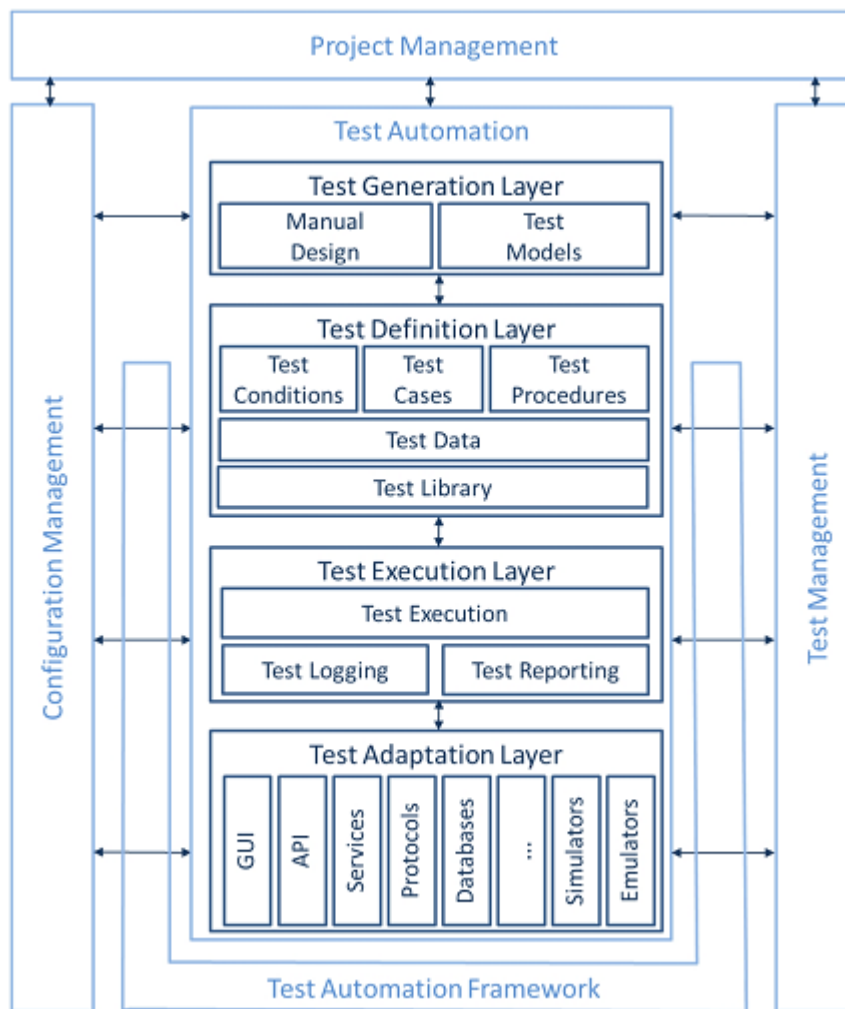 Project Management
Configuration Management
Test Automation
Test Generation Layer
Manual
Design
Test
Models
Test Definition Layer
Test
Conditions
Test
Cases
Test
Procedures
Test Data
Test Library
Test Execution Layer
Test Execution
Test Logging
Test Reporting
Test Adaptation Layer
GUI
API
Services
Protocols
Databases
...
Simulators
Emulators
Test Management
Test Automation Framework